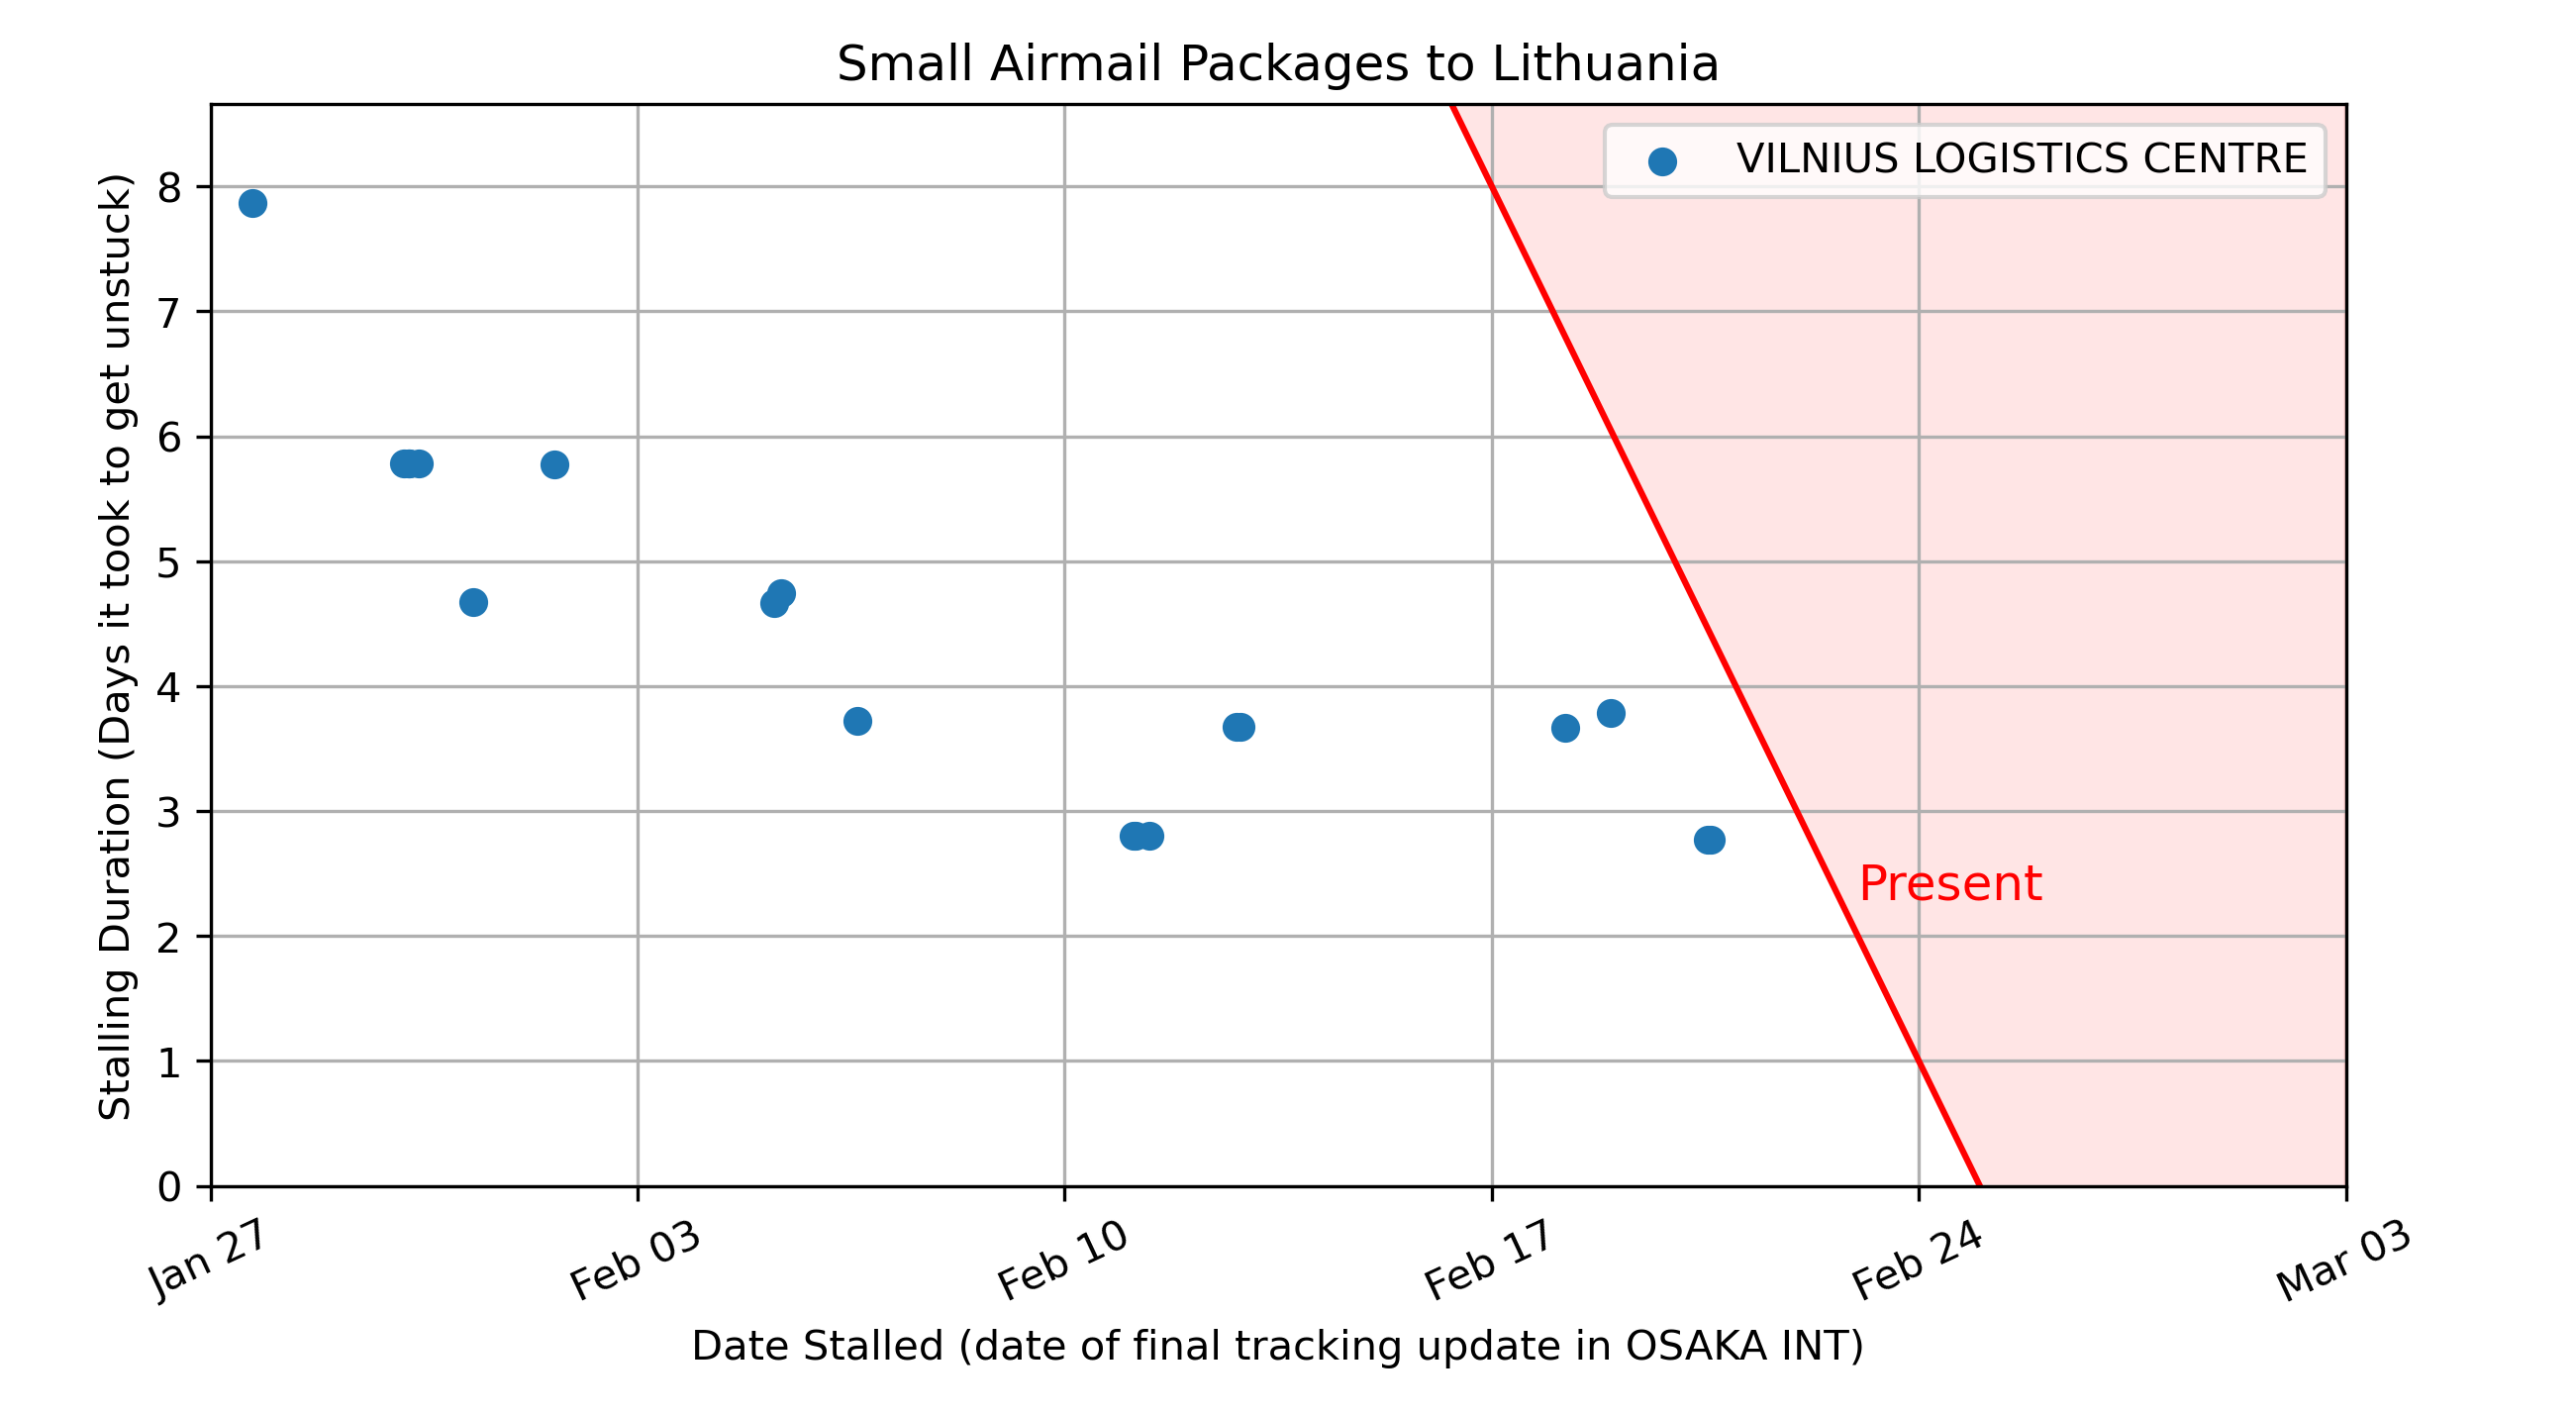 Small Airmail Packages to Lithuania
VILNIUS LOGISTICS CENTRE
Stalling Duration (Days it took to get unstuck)
8
7
6
5
4
3
2
1
0
Present
Jan 27
Feb 03
Feb 10
Feb 17
Feb 24
Mar 03
Date Stalled (date of final tracking update in OSAKA INT)